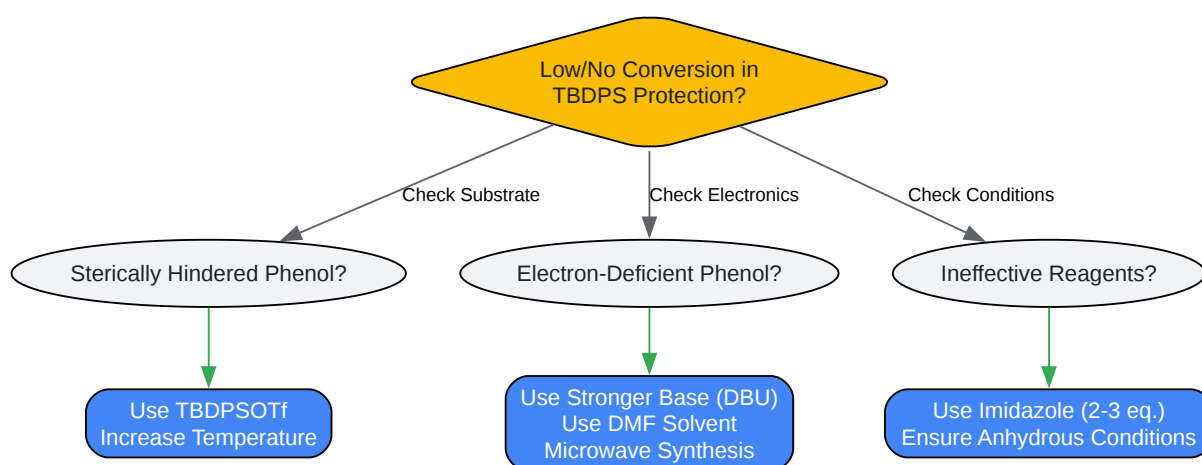 Low/No Conversion in
TBDPS Protection?
Check Substrate
Check Electronics
Check Conditions
Sterically Hindered Phenol?
Electron-Deficient Phenol?
Ineffective Reagents?
Use TBDPSOTf
Increase Temperature
Use Stronger Base (DBU)
Use DMF Solvent
Microwave Synthesis
Use Imidazole (2-3 eq.)
Ensure Anhydrous Conditions